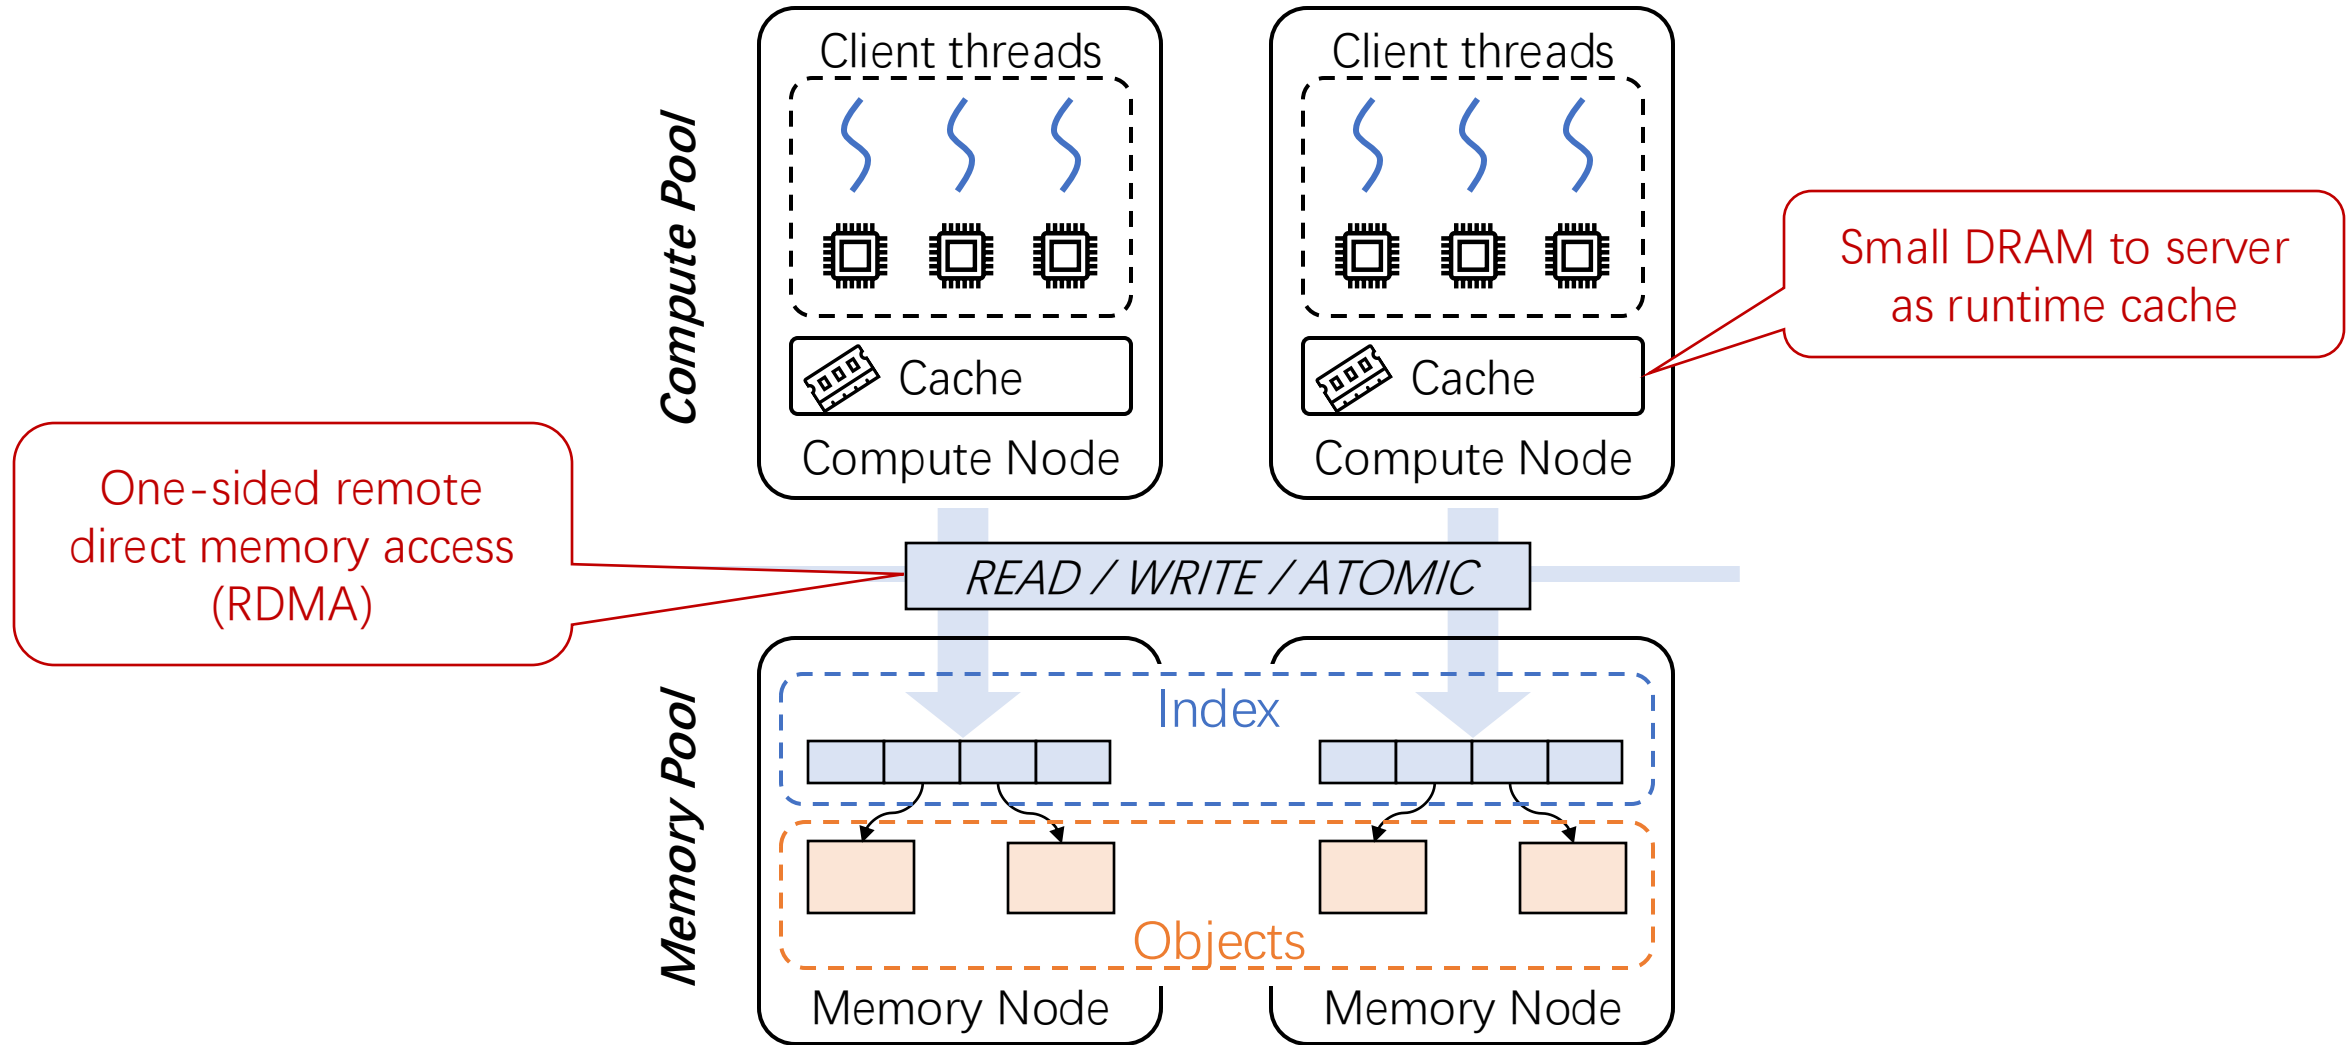 Client threads
Client threads
Compute Pool
Small DRAM to server
as runtime cache
Cache
Cache
Compute Node
Compute Node
One-sided remote
direct memory access
(RDMA)
READ / WRITE / ATOMIC
Memory Pool
Index
Objects
Memory Node
Memory Node